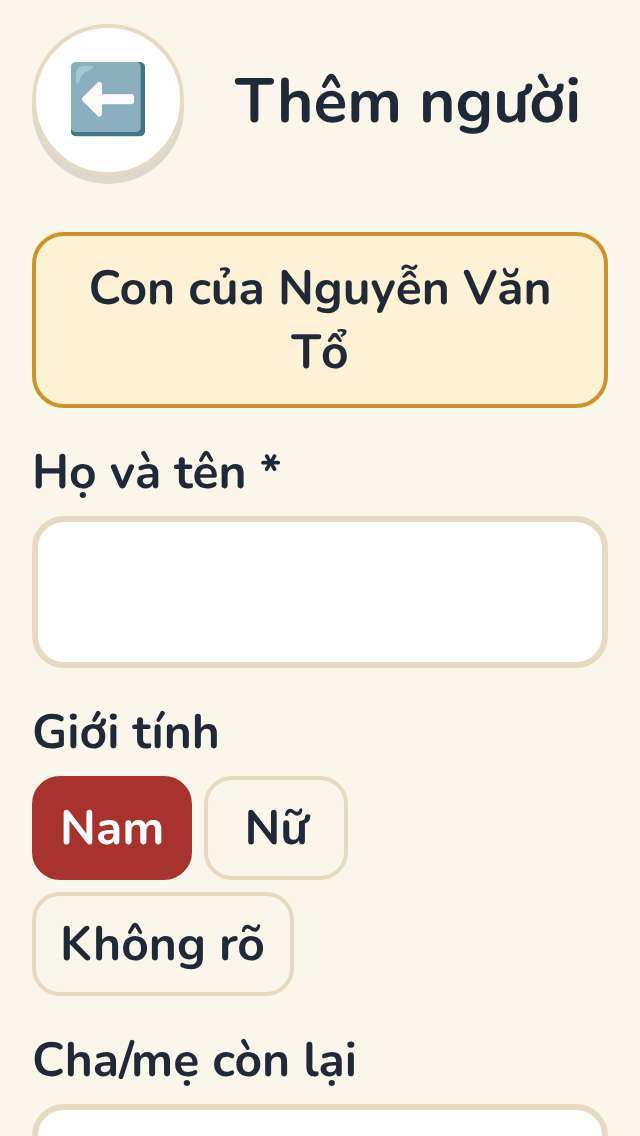 Thêm người
Con của Nguyễn Văn
Tổ
Họ và tên *
Giới tính
Nam
Nữ
Không rõ
Cha/mẹ còn lại